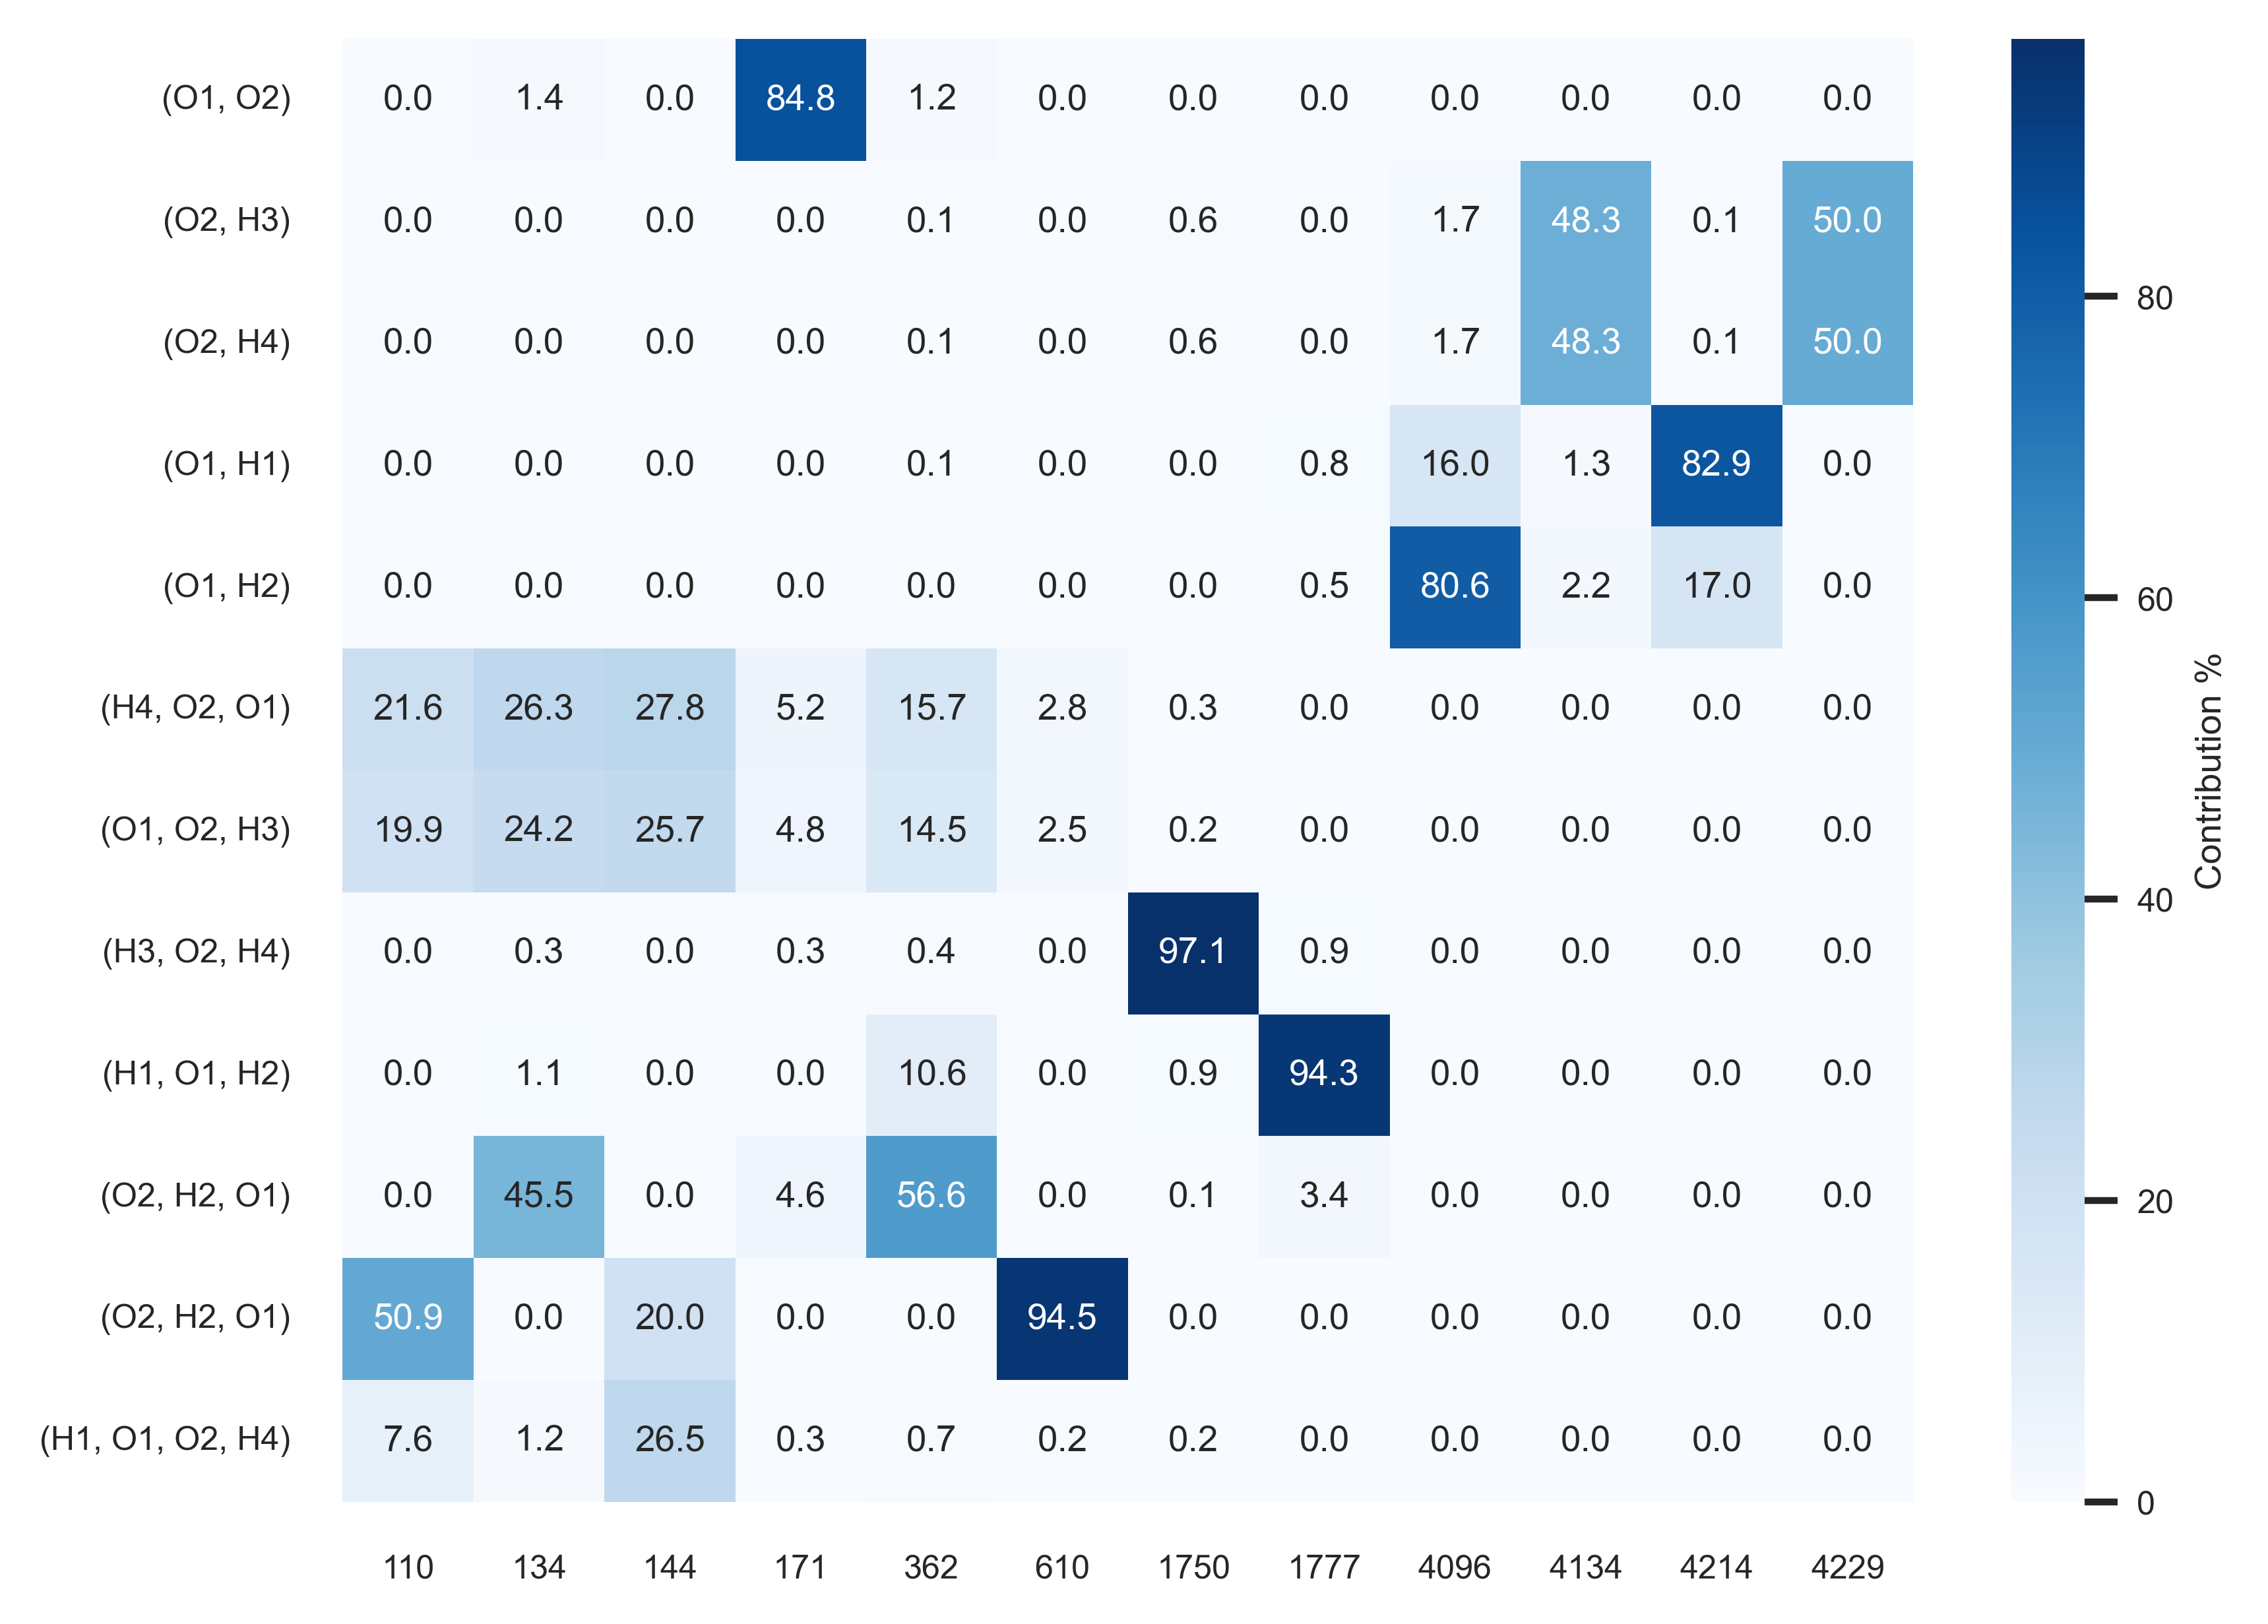 (O1, O2) 0.0 1.4 0.0 84.8 1.2 0.0 0.0 0.0 0.0 0.0 0.0 0.0
(O2, H3) 0.0 0.0 0.0 0.0 0.1 0.0 0.6 0.0 1.7 48.3 0.1 50.0
(O2, H4) 0.0 0.0 0.0 0.0 0.1 0.0 0.6 0.0 1.7 48.3 0.1 50.0
(O1, H1) 0.0 0.0 0.0 0.0 0.1 0.0 0.0 0.8 16.0 1.3 82.9 0.0
(O1, H2) 0.0 0.0 0.0 0.0 0.0 0.0 0.0 0.5 80.6 2.2 17.0 0.0
(H4, O2, O1) 21.6 26.3 27.8 5.2 15.7 2.8 0.3 0.0 0.0 0.0 0.0 0.0
(O1, O2, H3) 19.9 24.2 25.7 4.8 14.5 2.5 0.2 0.0 0.0 0.0 0.0 0.0
(H3, O2, H4) 0.0 0.3 0.0 0.3 0.4 0.0 97.1 0.9 0.0 0.0 0.0 0.0
(H1, O1, H2) 0.0 1.1 0.0 0.0 10.6 0.0 0.9 94.3 0.0 0.0 0.0 0.0
(O2, H2, O1) 0.0 45.5 0.0 4.6 56.6 0.0 0.1 3.4 0.0 0.0 0.0 0.0
(O2, H2, O1) 50.9 0.0 20.0 0.0 0.0 94.5 0.0 0.0 0.0 0.0 0.0 0.0
(H1, O1, O2, H4) 7.6 1.2 26.5 0.3 0.7 0.2 0.2 0.0 0.0 0.0 0.0 0.0
110 134 144 171 362 610 1750 1777 4096 4134 4214 4229
80
60
40
20
0
Contribution %